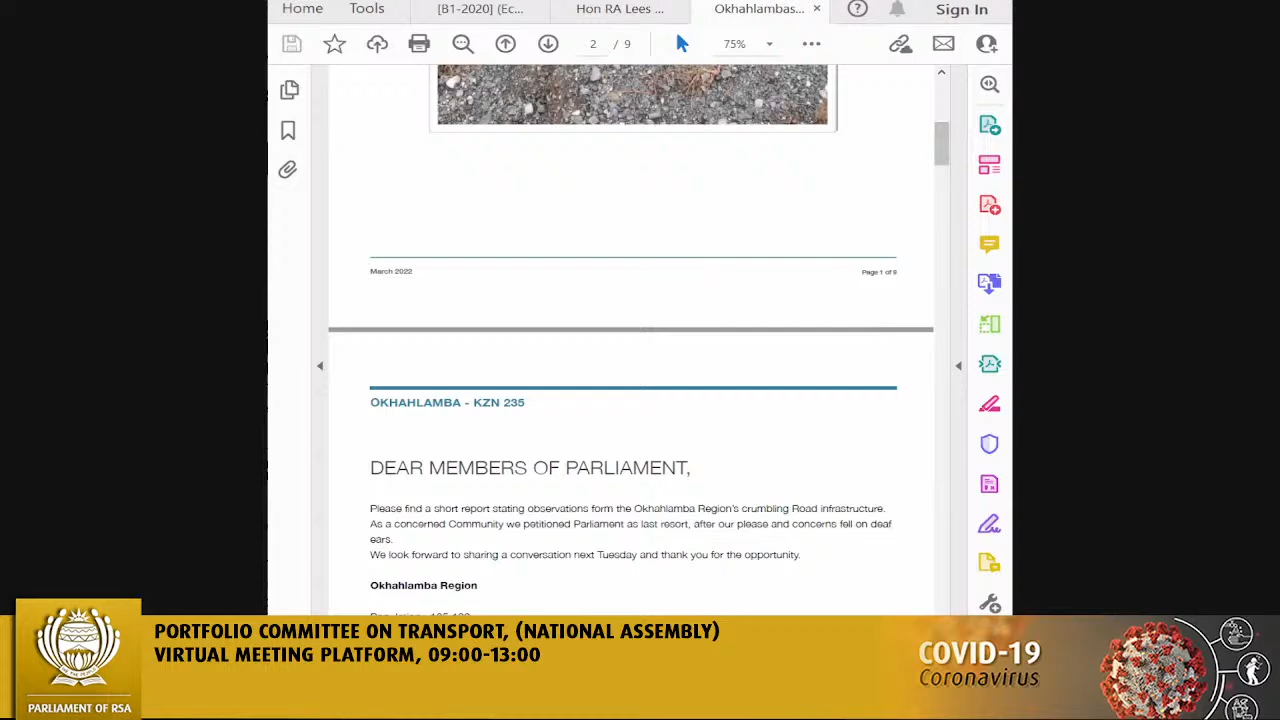 Home
Tools
[B1-2020] (Ec...
Hon RA Lees ...
Okhahlambas... ×
Sign In
2 / 9
75%
March 2022
Page 1 of 9
OKHAHLAMBA - KZN 235
DEAR MEMBERS OF PARLIAMENT,
Please find a short report stating observations form the Okhahlamba Region's crumbling Road infrastructure.
As a concerned Community we petitioned Parliament as last resort, after our please and concerns fell on deaf
ears.
We look forward to sharing a conversation next Tuesday and thank you for the opportunity.
Okhahlamba Region
PORTFOLIO COMMITTEE ON TRANSPORT, (NATIONAL ASSEMBLY)
VIRTUAL MEETING PLATFORM, 09:00-13:00
PARLIAMENT OF RSA
COVID-19
Coronavirus